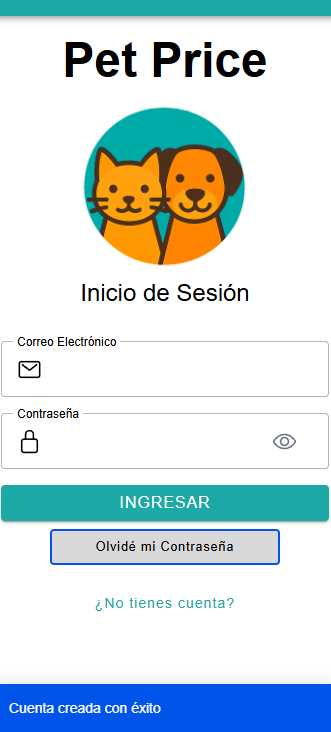 Pet Price
Inicio de Sesión
Correo Electrónico
Contraseña
INGRESAR
Olvidé mi Contraseña
¿No tienes cuenta?
Cuenta creada con éxito